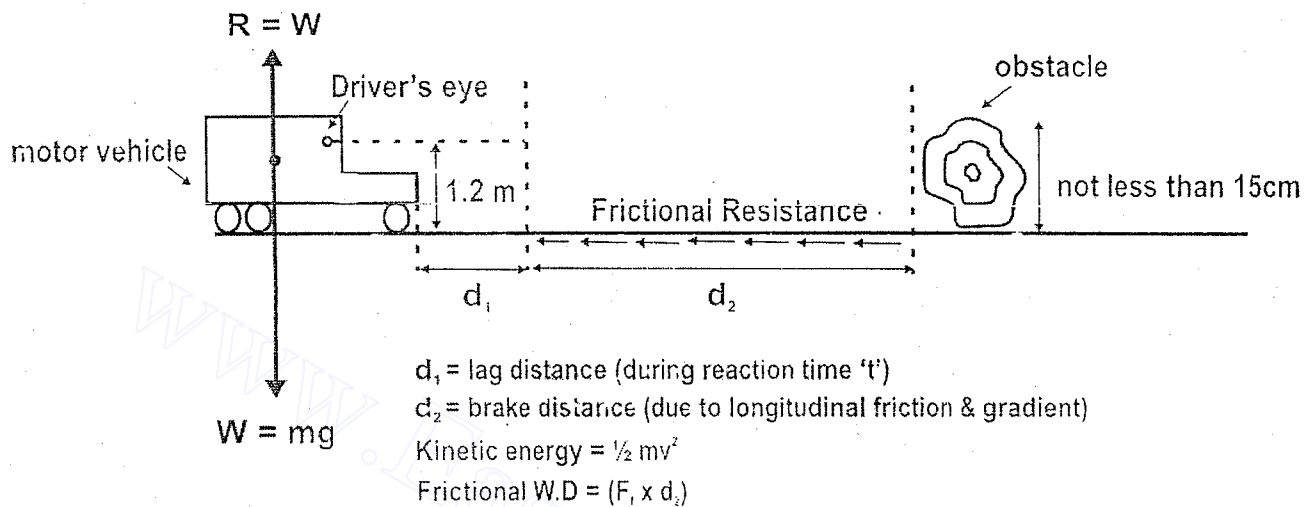 R = W
Driver's eye
obstacle
motor vehicle
1.2 m
Frictional Resistance
not less than 15cm
d₁
d₂
d₁ = lag distance (during reaction time 't')
d₂ = brake distance (due to longitudinal friction & gradient)
W = mg
Kinetic energy = ½ mv²
Frictional W.D = (F, x d₂)